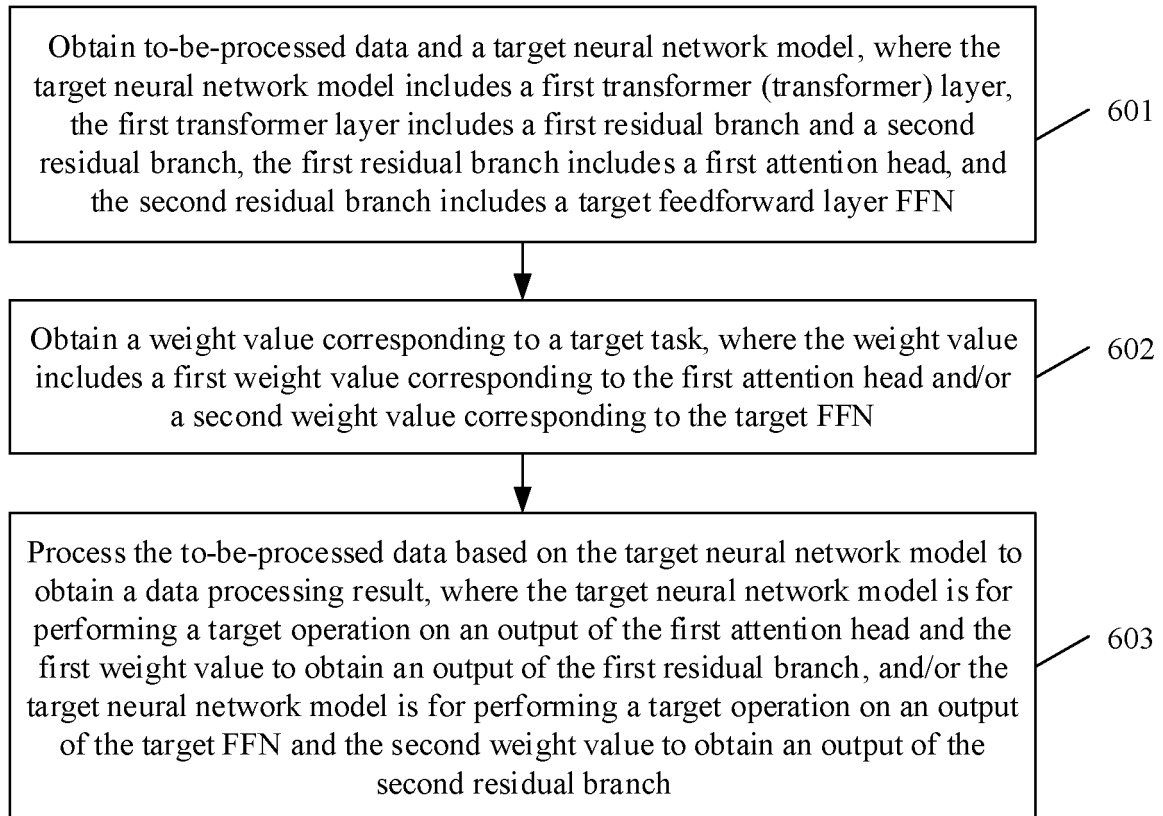 Obtain to-be-processed data and a target neural network model, where the
target neural network model includes a first transformer (transformer) layer,
the first transformer layer includes a first residual branch and a second
residual branch, the first residual branch includes a first attention head, and
the second residual branch includes a target feedforward layer FFN
601
Obtain a weight value corresponding to a target task, where the weight value
includes a first weight value corresponding to the first attention head and/or
a second weight value corresponding to the target FFN
602
Process the to-be-processed data based on the target neural network model to
obtain a data processing result, where the target neural network model is for
performing a target operation on an output of the first attention head and the
first weight value to obtain an output of the first residual branch, and/or the
target neural network model is for performing a target operation on an output
of the target FFN and the second weight value to obtain an output of the
second residual branch
603